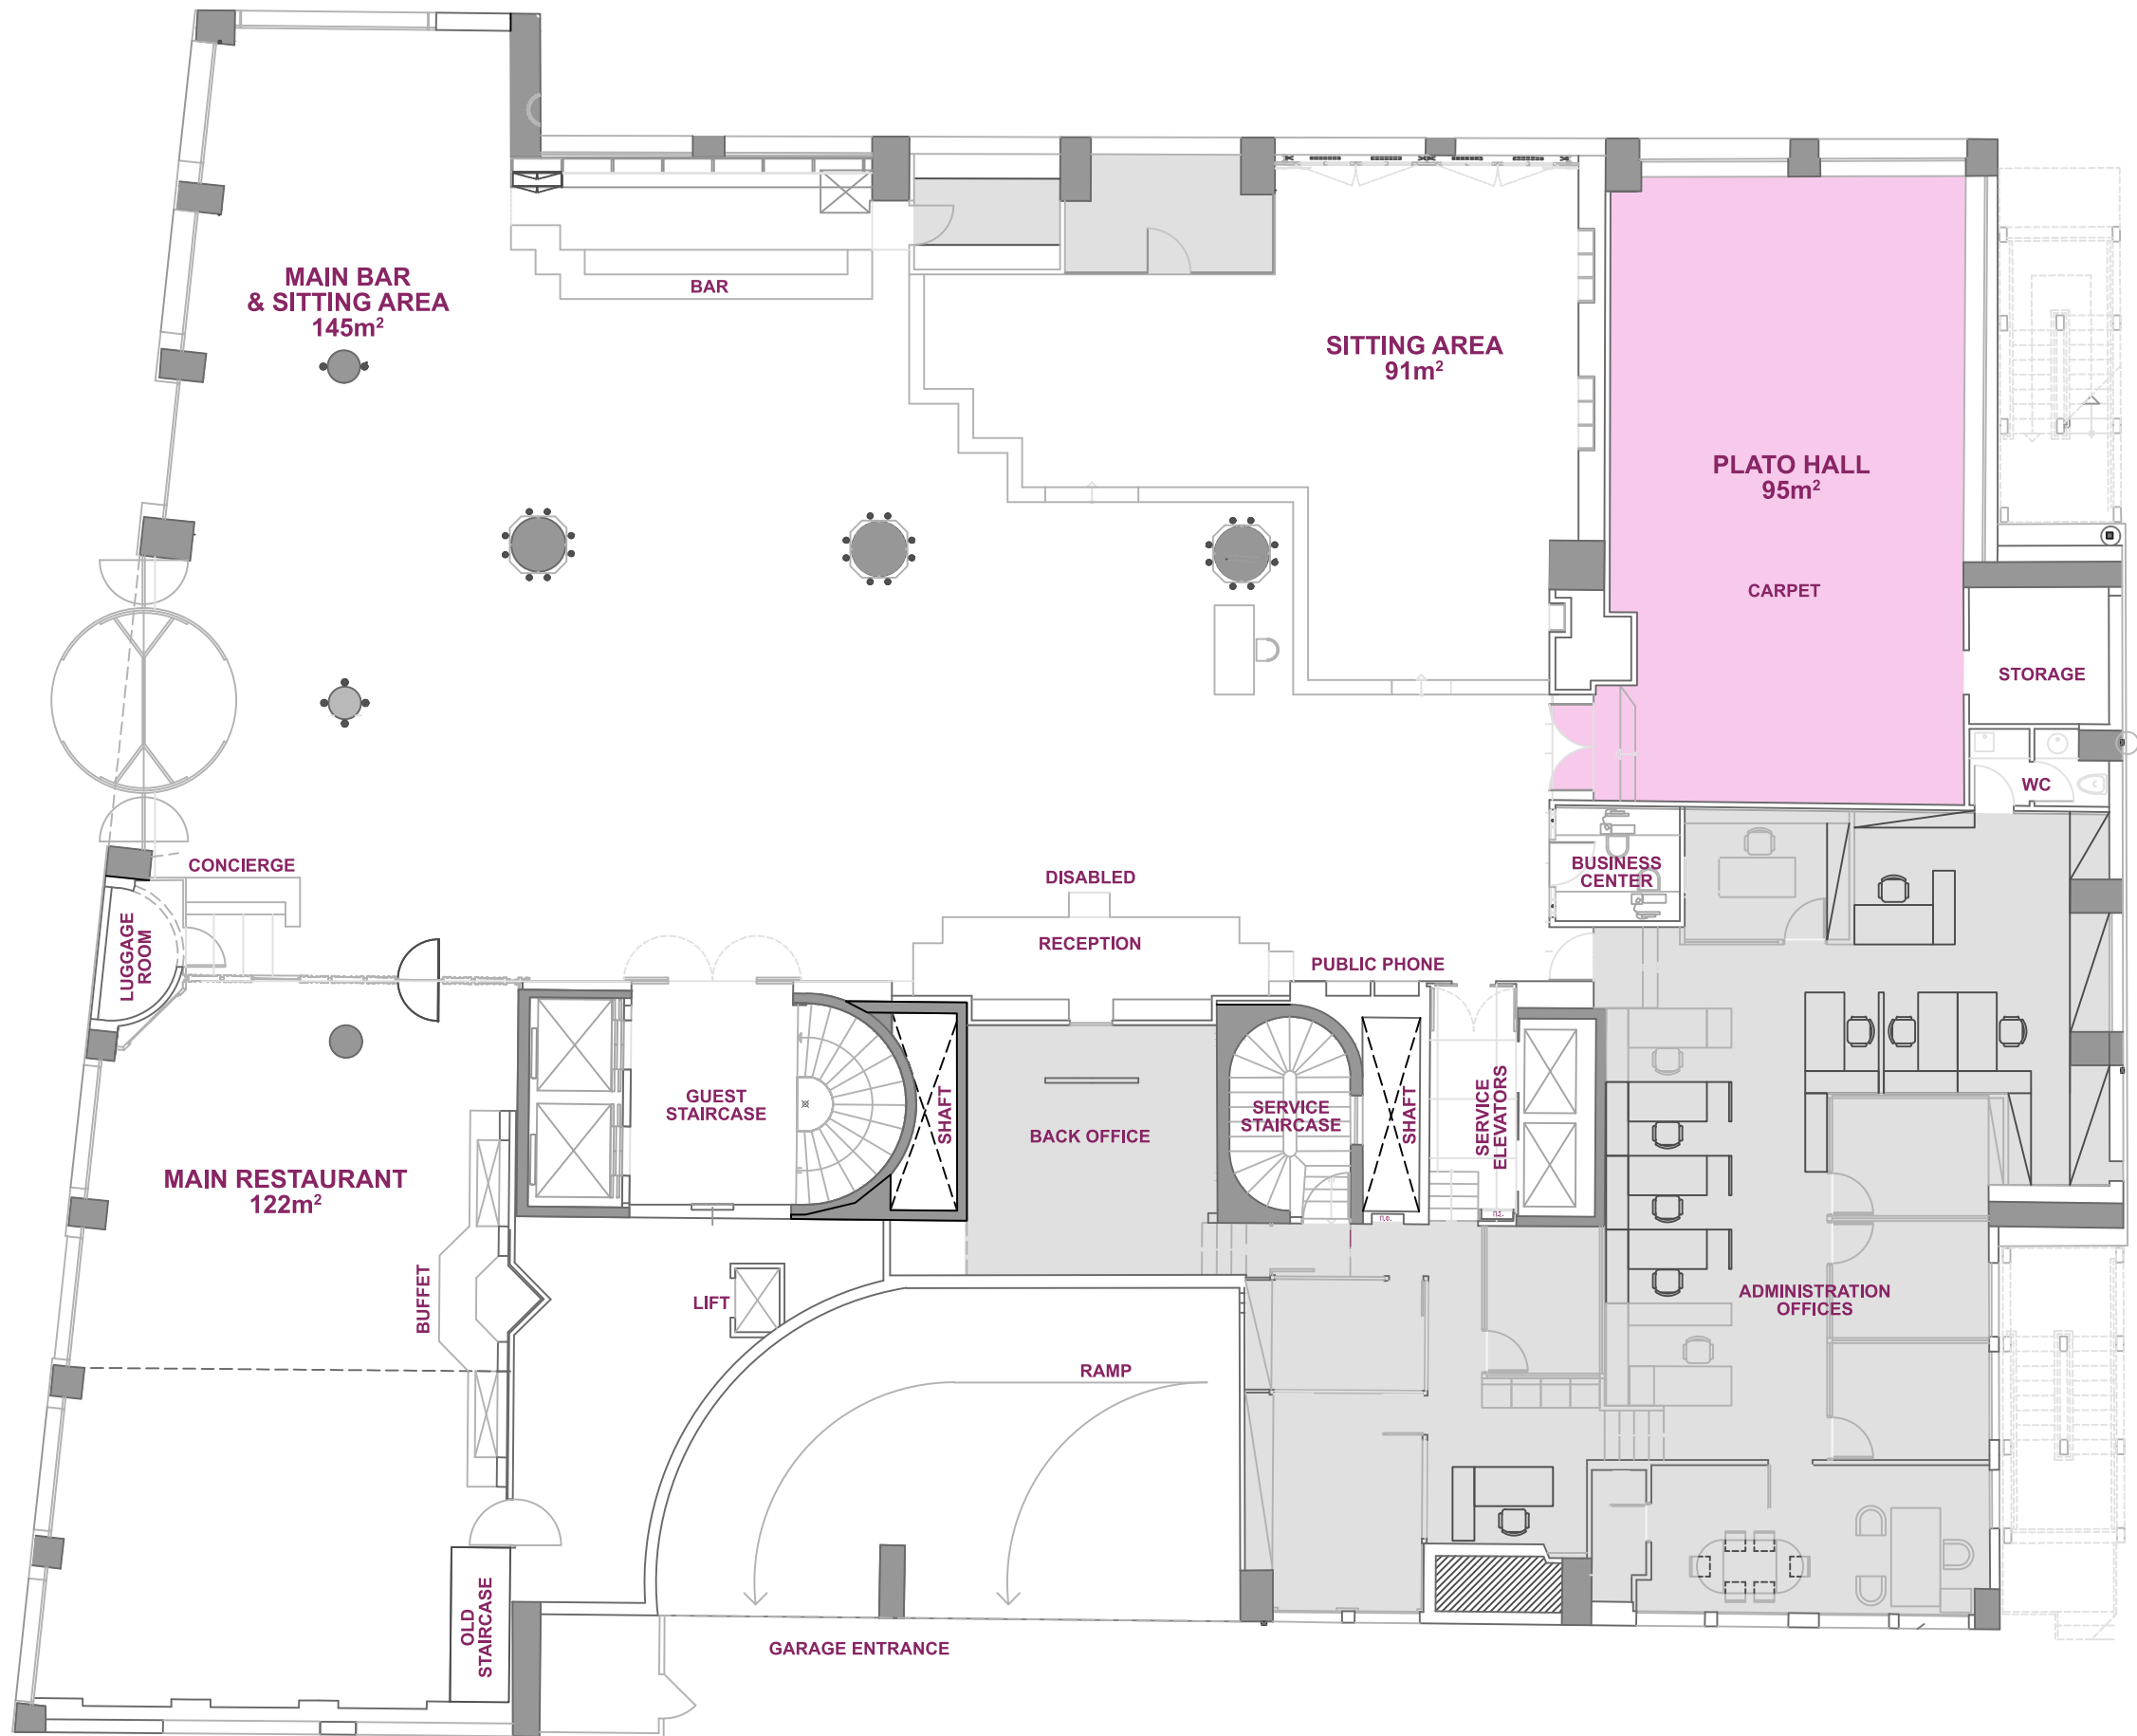 MAIN BAR
& SITTING AREA
145m²
BAR
SITTING AREA
91m²
PLATO HALL
95m²
CARPET
STORAGE
WC
CONCIERGE
LUGGAGE
ROOM
DISABLED
RECEPTION
PUBLIC PHONE
BUSINESS
CENTER
GUEST
STAIRCASE
SHAFT
BACK OFFICE
SERVICE
STAIRCASE
SHAFT
SERVICE
ELEVATORS
MAIN RESTAURANT
122m²
BUFFET
LIFT
RAMP
ADMINISTRATION
OFFICES
OLD
STAIRCASE
GARAGE ENTRANCE